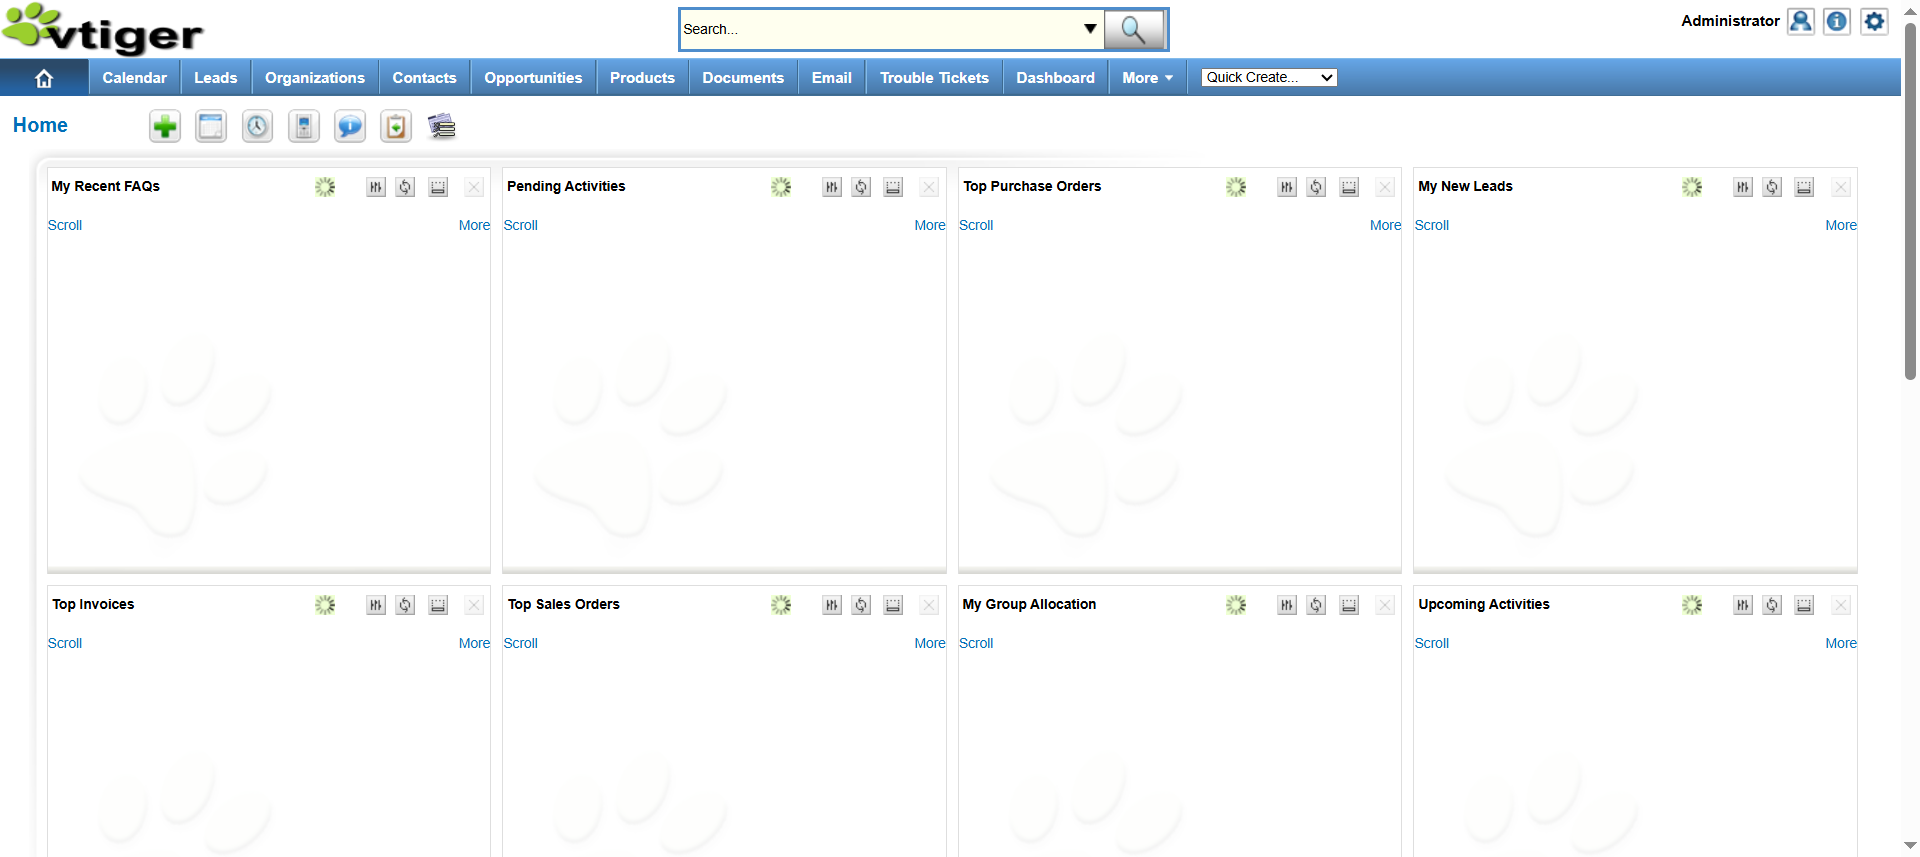 vtiger
Search...
Administrator
Calendar Leads Organizations Contacts Opportunities Products Documents Email Trouble Tickets Dashboard More Quick Create...
Home
My Recent FAQs Pending Activities Top Purchase Orders My New Leads
Scroll More Scroll More Scroll More Scroll More
Top Invoices Top Sales Orders My Group Allocation Upcoming Activities
Scroll More Scroll More Scroll Scroll More